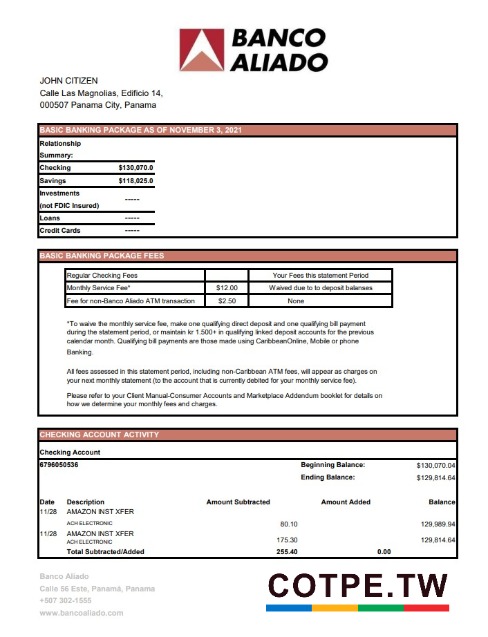 BANCO
ALIADO
JOHN CITIZEN
Calle Las Magnolias, Edificio 14,
000507 Panama City, Panama
BASIC BANKING PACKAGE AS OF NOVEMBER 3, 2021
Relationship
Summary:
Checking $130,070.0
Savings $118,025.0
Investments
(not FDIC Insured) -----
Loans -----
Credit Cards -----
BASIC BANKING PACKAGE FEES
Regular Checking Fees Your Fees this statement Period
Monthly Service Fee* $12.00 Waived due to to deposit balanses
Fee for non-Banco Aliado ATM transaction $2.50 None
*To waive the monthly service fee, make one qualifying direct deposit and one qualifying bill payment
during the statement period, or maintain kr 1.500+ in qualifying linked deposit accounts for the previous
calendar month. Qualifying bill payments are those made using CaribbeanOnline, Mobile or phone
Banking.
All fees assessed in this statement period, including non-Caribbean ATM fees, will appear as charges on
your next monthly statement (to the account that is currently debited for your monthly service fee).
Please refer to your Client Manual-Consumer Accounts and Marketplace Addendum booklet for details on
how we determine your monthly fees and charges.
CHECKING ACCOUNT ACTIVITY
Checking Account
6796050536 Beginning Balance: $130,070.04
Ending Balance: $129,814.64
Date Description Amount Subtracted Amount Added Balance
11/28 AMAZON INST XFER
ACH ELECTRONIC 80.10 129,989.94
11/28 AMAZON INST XFER
ACH ELECTRONIC 175.30 129,814.64
Total Subtracted/Added 255.40 0.00
Banco Aliado
Calle 56 Este, Panamá, Panama
+507 302-1555
www.bancoaliado.com
COTPE.TW